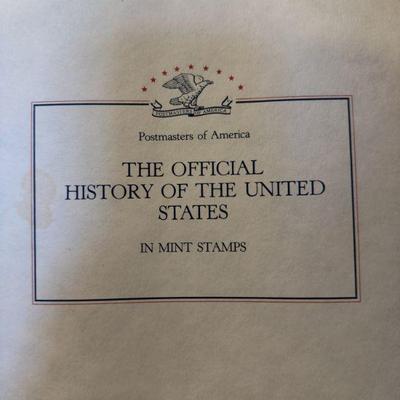 POSTMASTERS OF AMERICA
Postmasters of America
THE OFFICIAL
HISTORY OF THE UNITED
STATES
IN MINT STAMPS